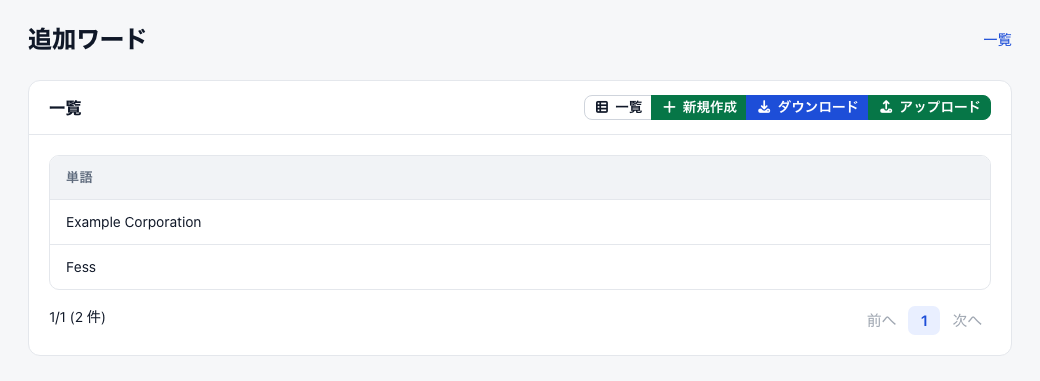 追加ワード
一覧
一覧
一覧 新規作成 ダウンロード アップロード
単語
Example Corporation
Fess
1/1 (2 件)
前へ 1 次へ